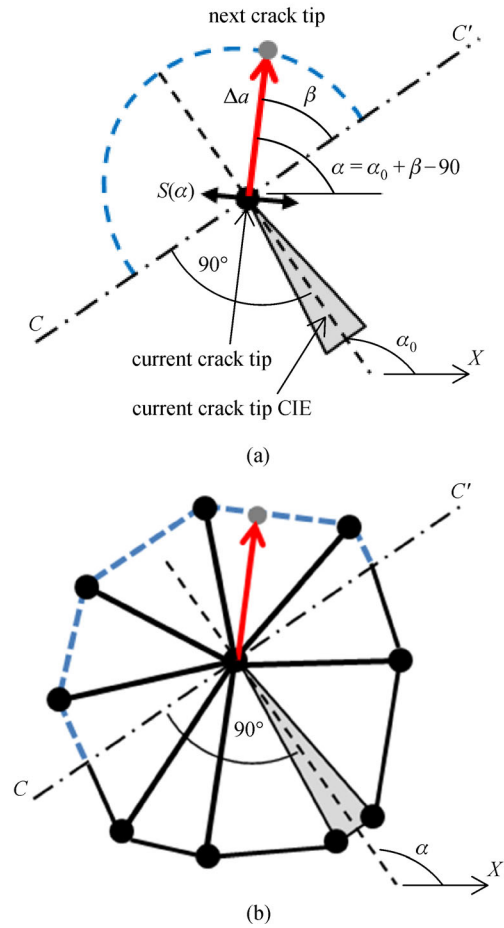 next crack tip
C′
Δa
β
α = α₀ + β − 90
S(α)
90°
C
α₀
current crack tip
X
current crack tip CIE
(a)
C′
90°
C
α
X
(b)